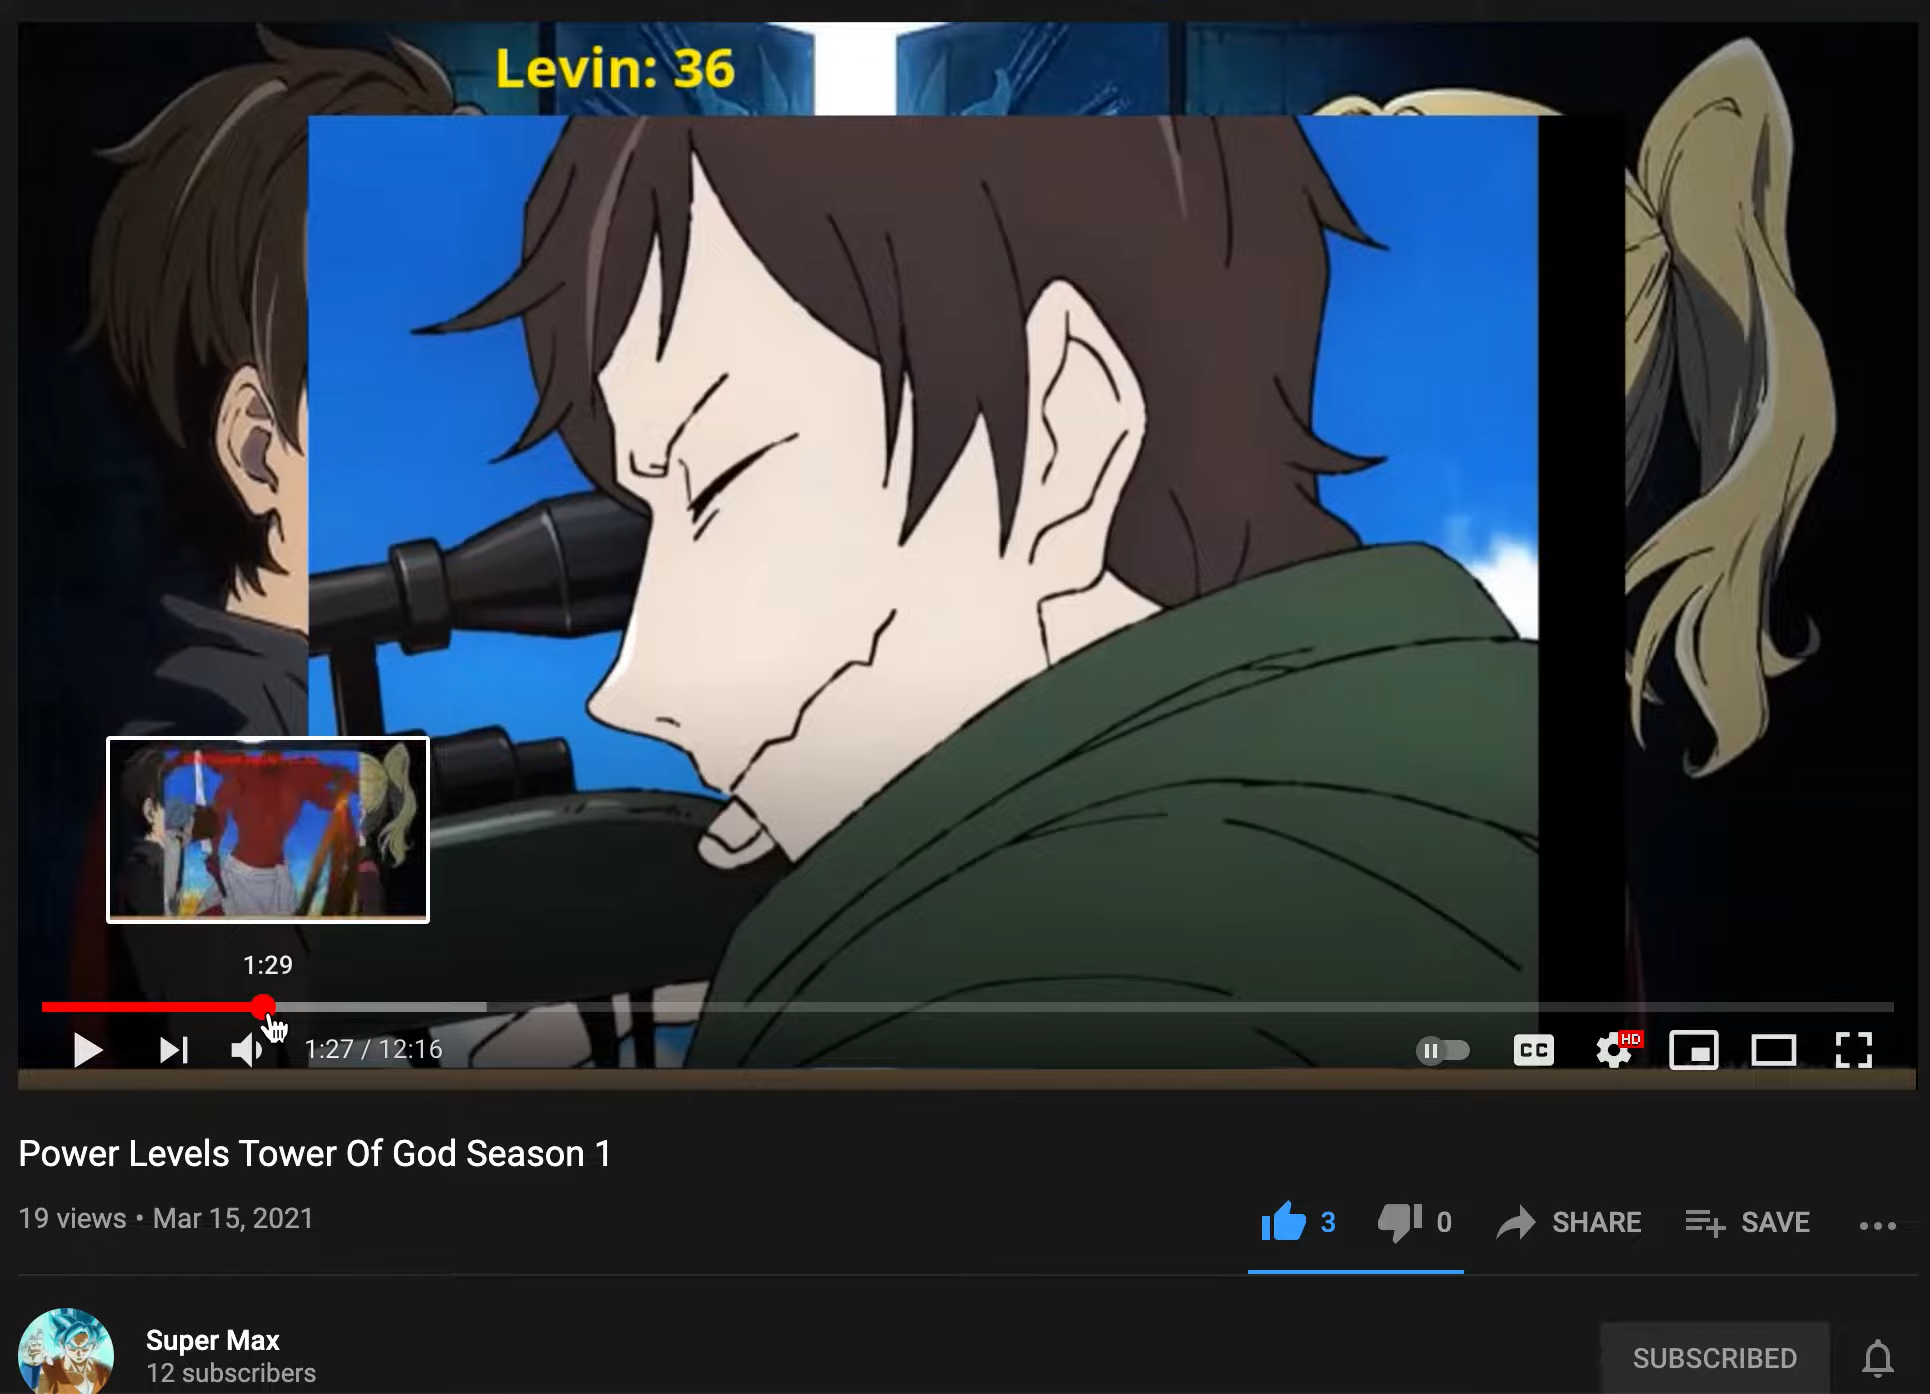 Levin: 36
1:29
1:27 / 12:16
CC
HD
Power Levels Tower Of God Season 1
19 views • Mar 15, 2021
3
0
SHARE
SAVE
Super Max
12 subscribers
SUBSCRIBED